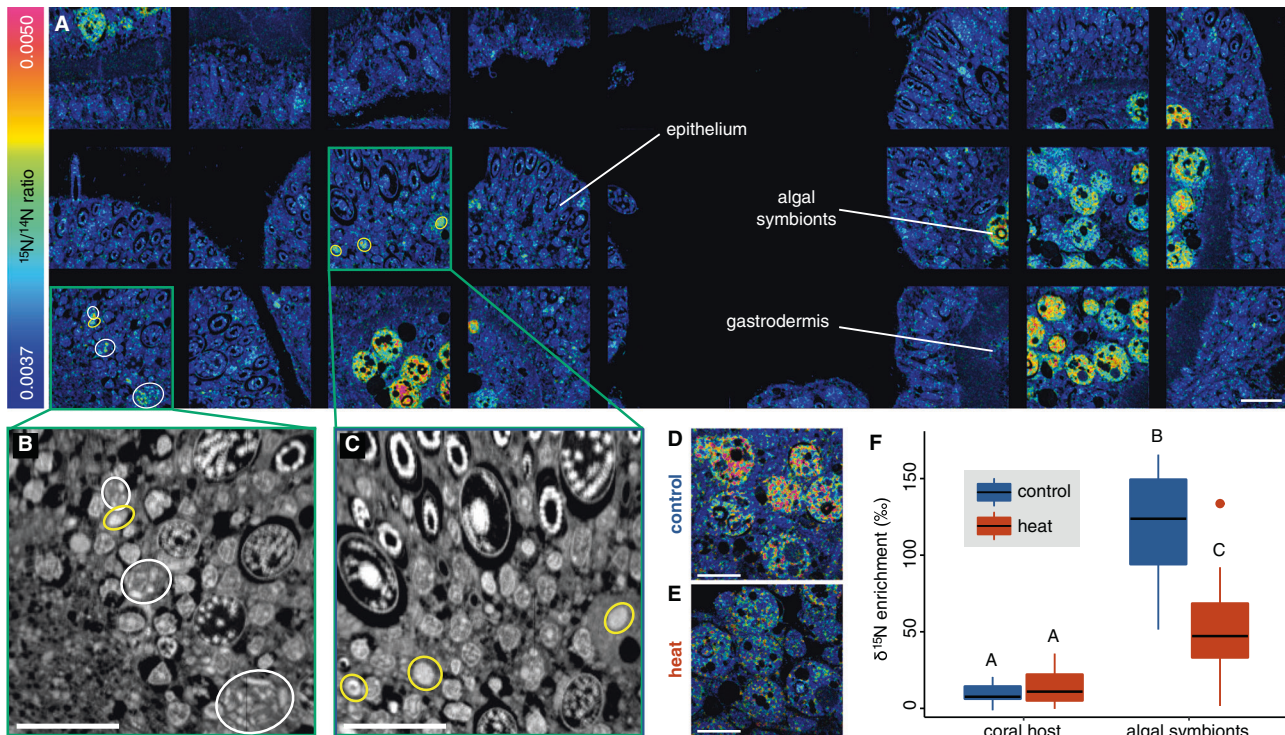 A
0.0050
¹⁵N/¹⁴N ratio
0.0037
epithelium
algal
symbionts
gastrodermis
B
C
D
control
E
heat
F
δ¹⁵N enrichment (‰)
150
100
50
0
control
heat
A
A
B
C
coral host
algal symbionts